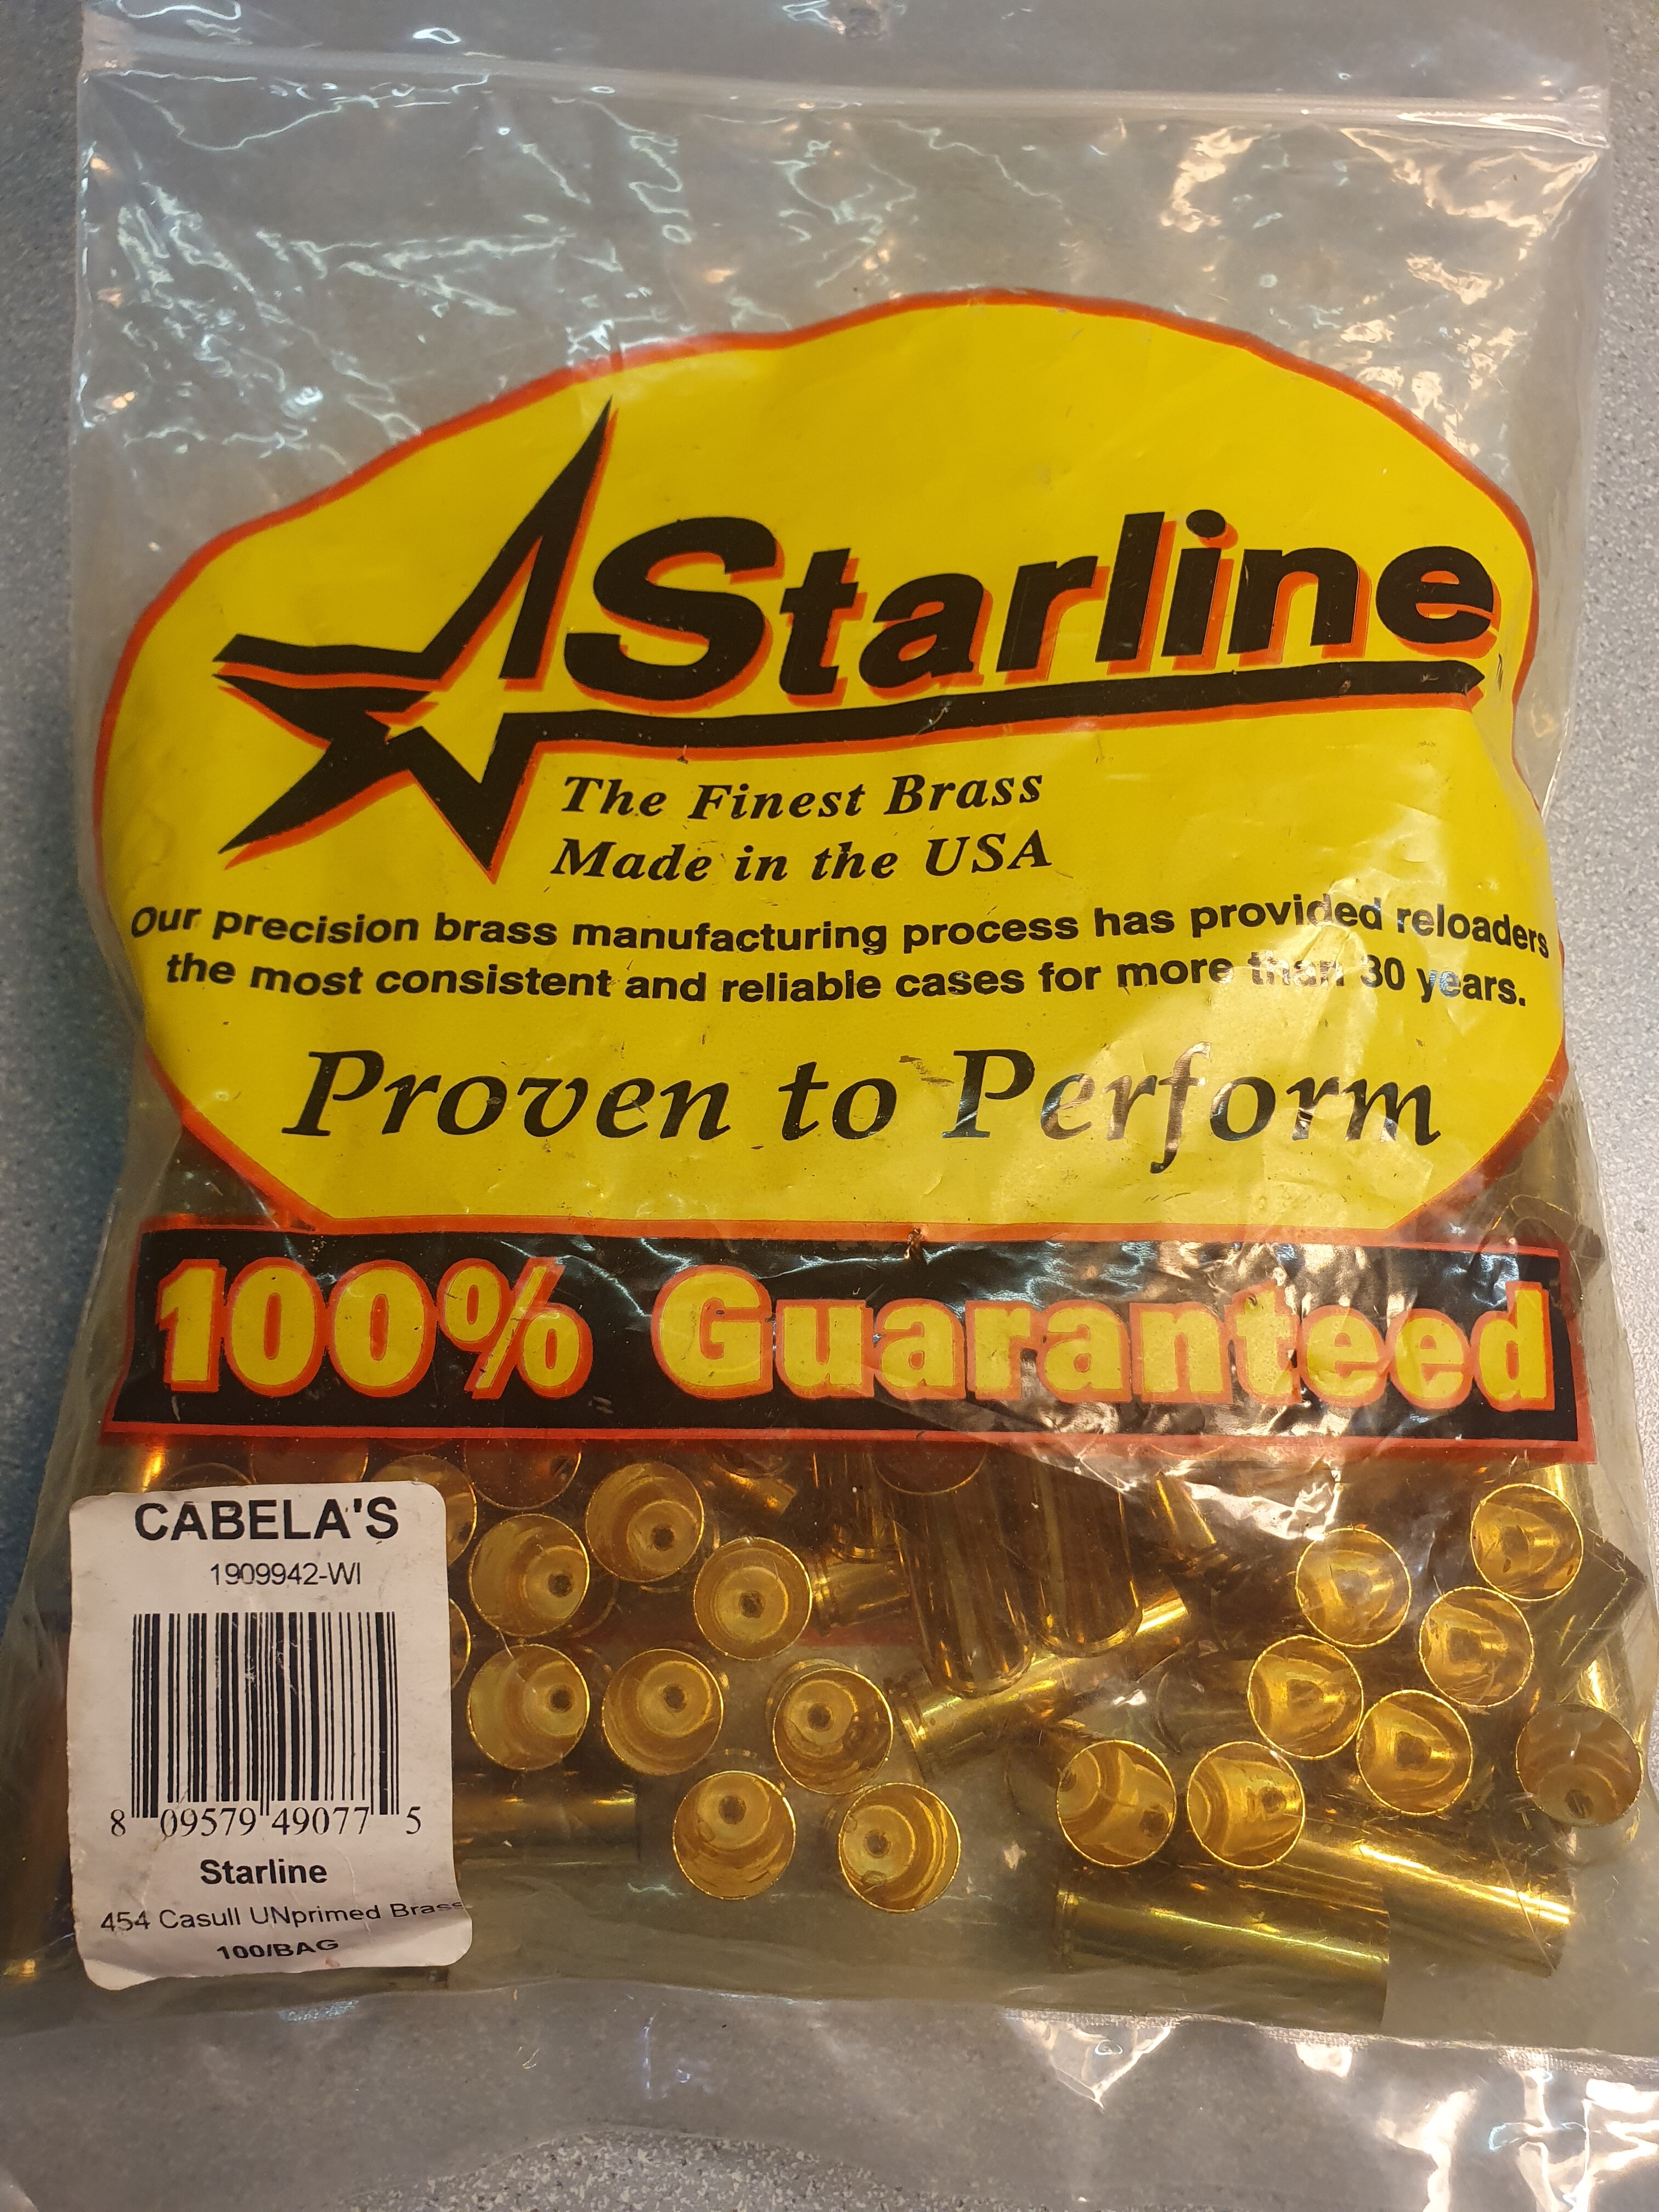 Starline
The Finest Brass
Made in the USA
Our precision brass manufacturing process has provided reloaders
the most consistent and reliable cases for more than 30 years.
Proven to Perform
100% Guaranteed
CABELA'S
1909942-WI
8 09579 49077 5
Starline
454 Casull UNprimed Brass
100/BAG